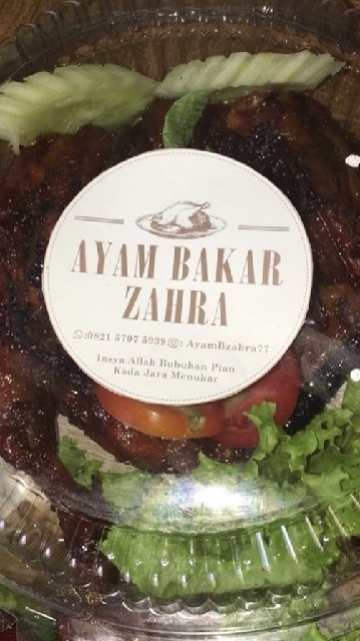 AYAM BAKAR
ZAHRA
:0821 5797 5939 : AyamBzahra77
Insya Allah Bubuhan Pian
Kada Jara Menukar